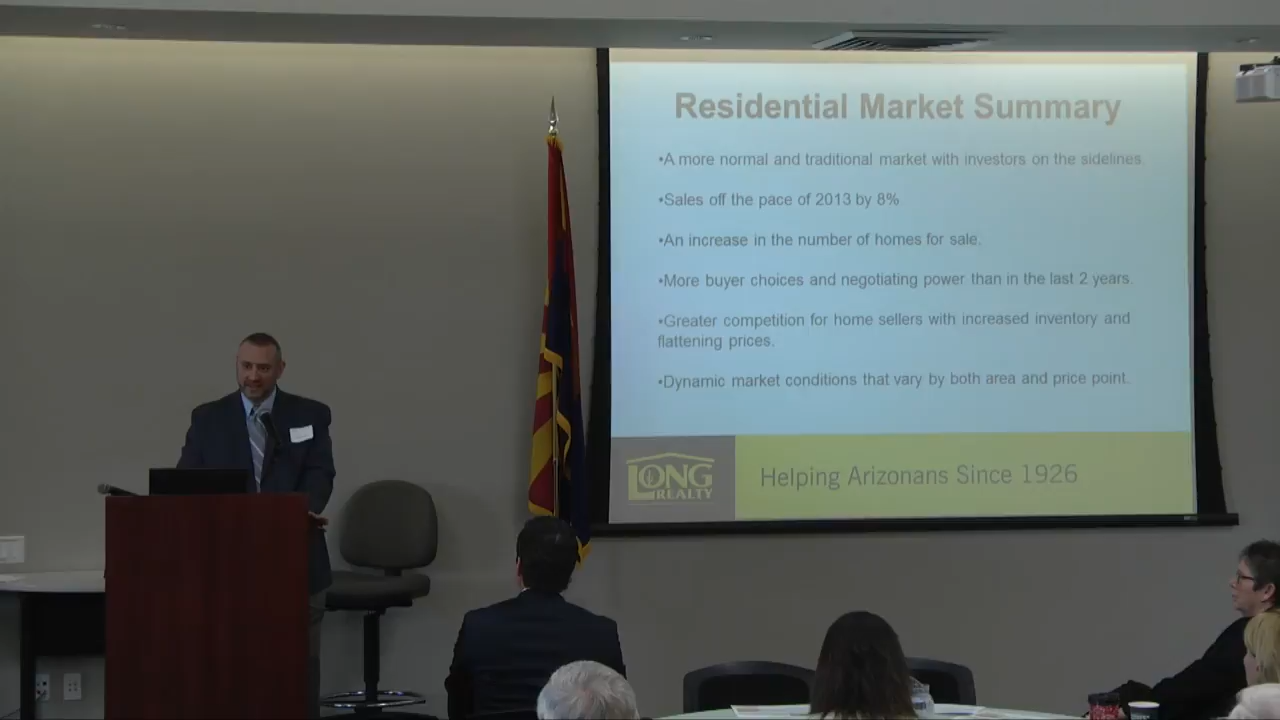 Residential Market Summary
•A more normal and traditional market with investors on the sidelines.
•Sales off the pace of 2013 by 8%
•An increase in the number of homes for sale.
•More buyer choices and negotiating power than in the last 2 years.
•Greater competition for home sellers with increased inventory and
flattening prices.
•Dynamic market conditions that vary by both area and price point.
LONG
REALTY
Helping Arizonans Since 1926